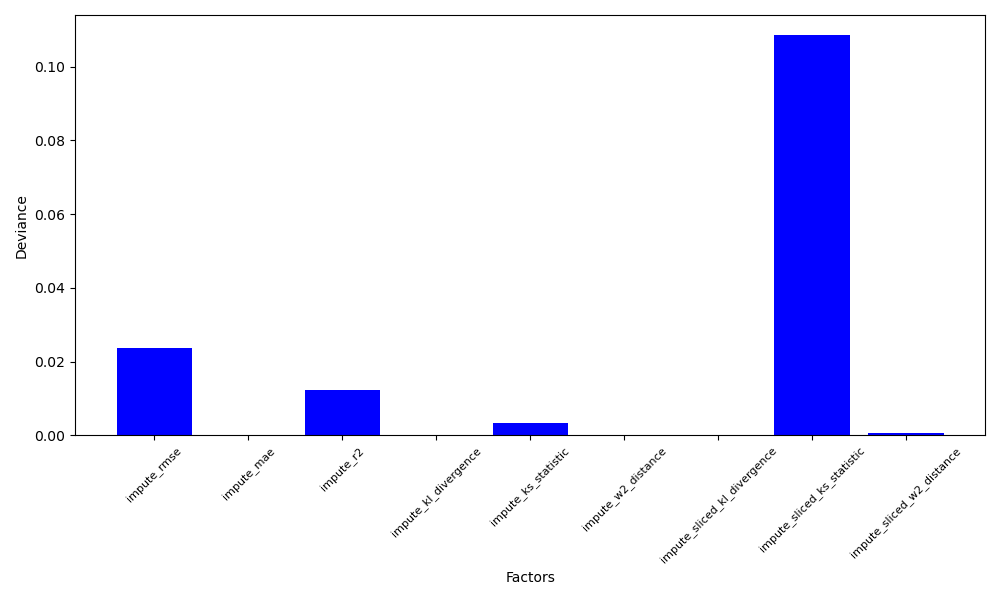 0.10
0.08
0.06
0.04
0.02
0.00
Deviance
impute_rmse
impute_mae
impute_r2
impute_kl_divergence
impute_ks_statistic
impute_w2_distance
impute_sliced_kl_divergence
impute_sliced_ks_statistic
impute_sliced_w2_distance
Factors